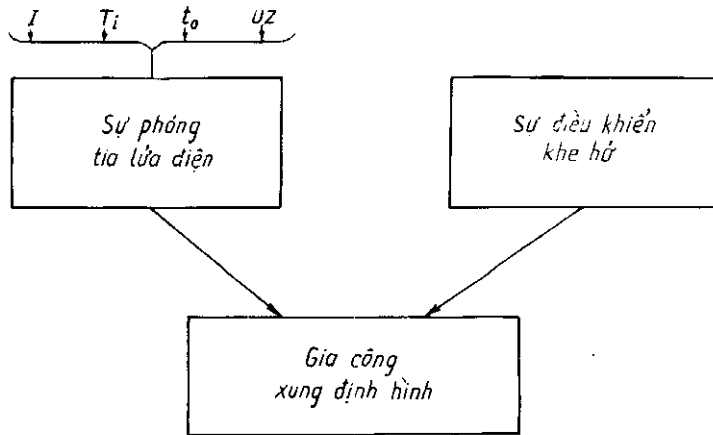 I Ti to UZ
Sự phóng
tia lửa điện
Sự điều khiển
khe hở
Gia công
xung định hình